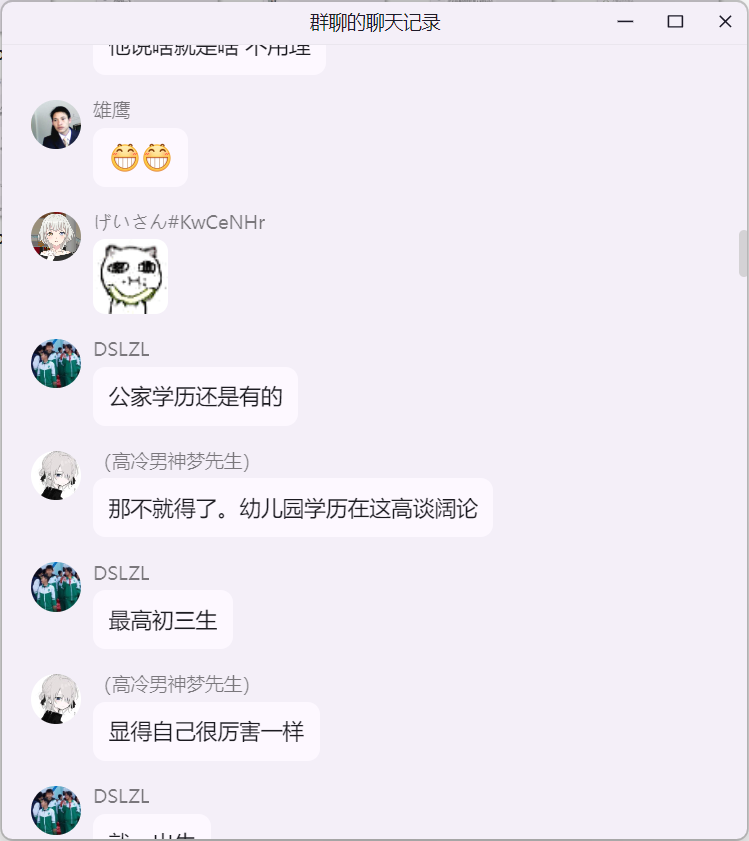 群聊的聊天记录
他说啥就是啥 不用理
雄鹰
げいさん#KwCeNHr
DSLZL
公家学历还是有的
(高冷男神梦先生)
那不就得了。幼儿园学历在这高谈阔论
DSLZL
最高初三生
(高冷男神梦先生)
显得自己很厉害一样
DSLZL